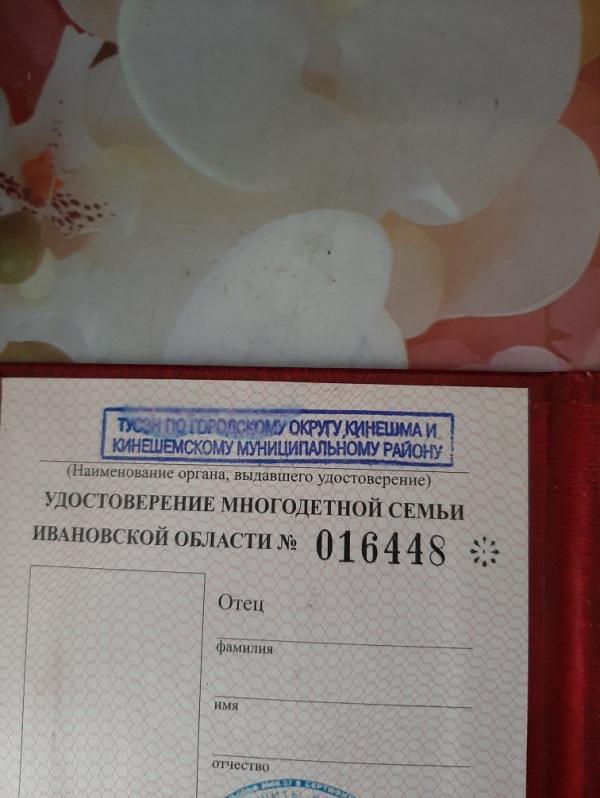 ТУСЗН ПО ГОРОДСКОМУ ОКРУГУ КИНЕШМА И
КИНЕШЕМСКОМУ МУНИЦИПАЛЬНОМУ РАЙОНУ
(Наименование органа, выдавшего удостоверение)
УДОСТОВЕРЕНИЕ МНОГОДЕТНОЙ СЕМЬИ
ИВАНОВСКОЙ ОБЛАСТИ № 016448
Отец
фамилия
имя
отчество